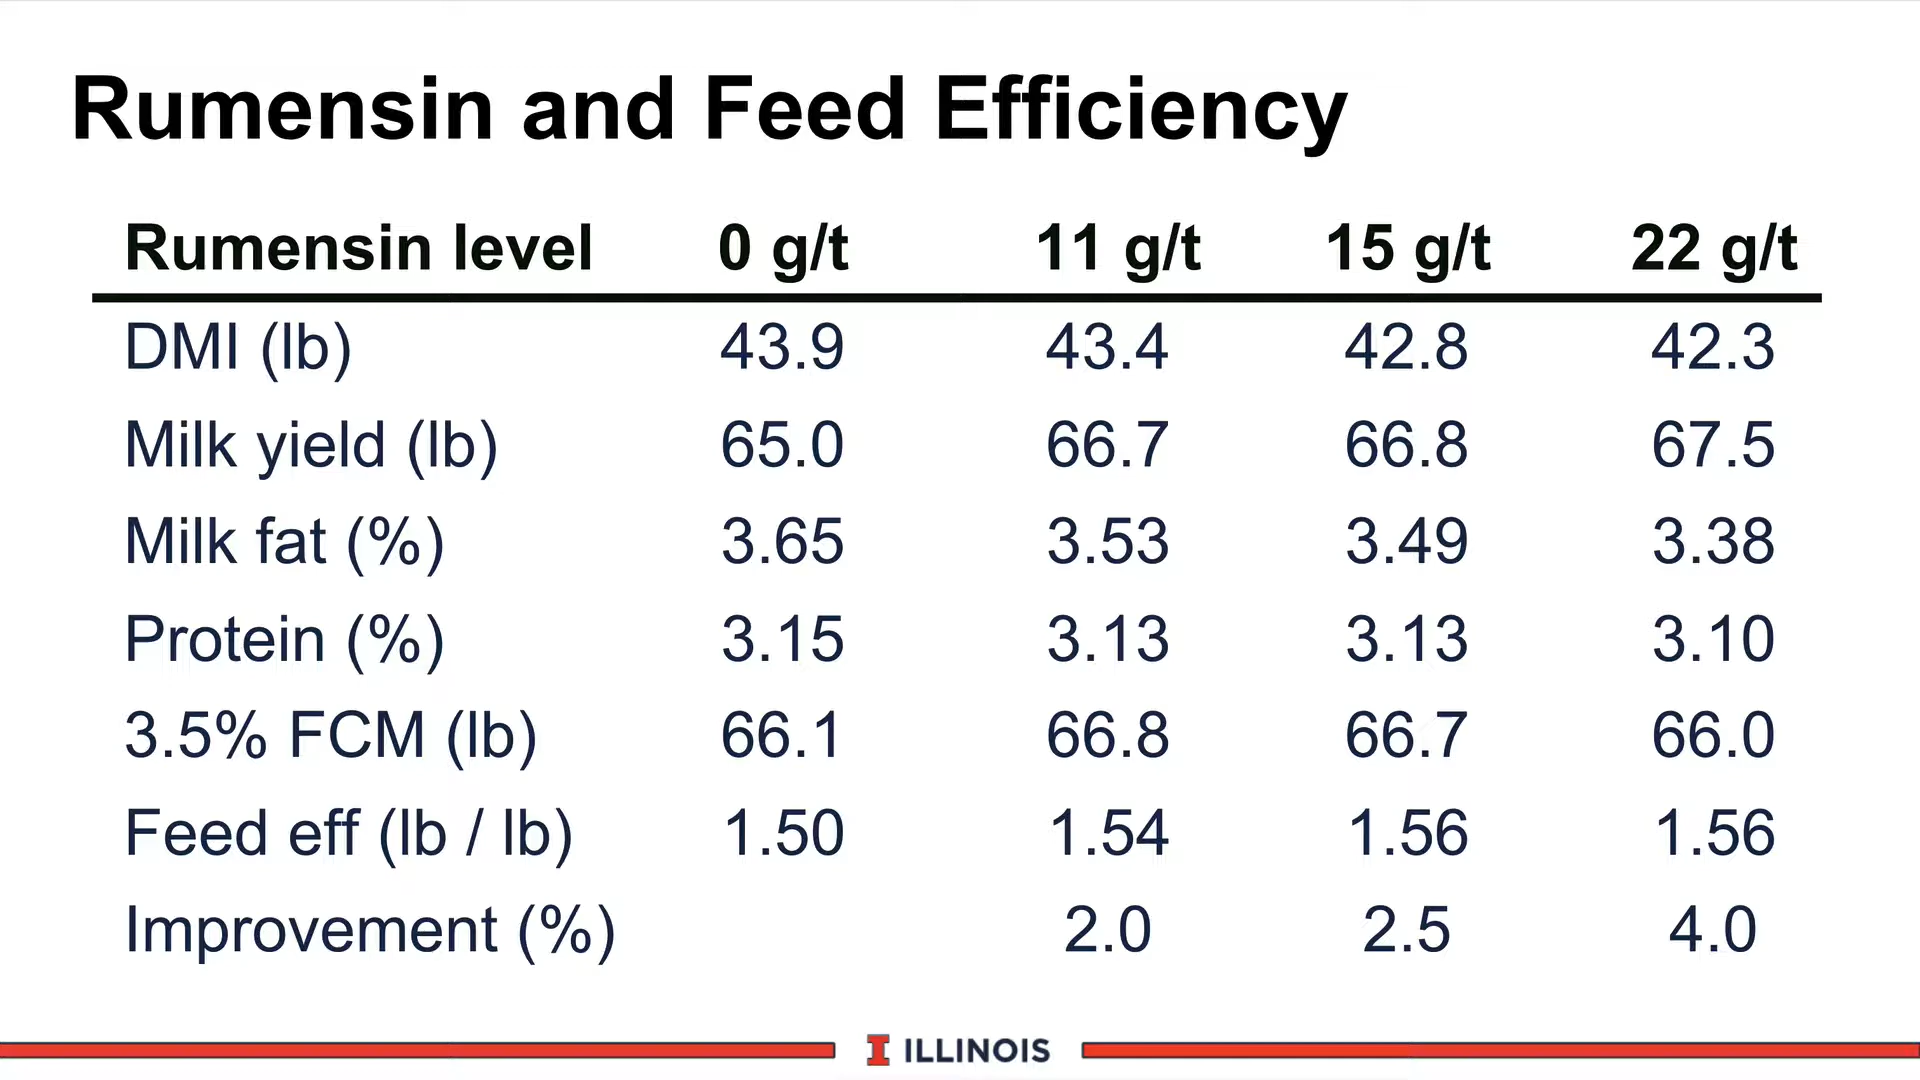 Rumensin and Feed Efficiency
Rumensin level 0 g/t 11 g/t 15 g/t 22 g/t
DMI (lb) 43.9 43.4 42.8 42.3
Milk yield (lb) 65.0 66.7 66.8 67.5
Milk fat (%) 3.65 3.53 3.49 3.38
Protein (%) 3.15 3.13 3.13 3.10
3.5% FCM (lb) 66.1 66.8 66.7 66.0
Feed eff (lb / lb) 1.50 1.54 1.56 1.56
Improvement (%) 2.0 2.5 4.0
I ILLINOIS